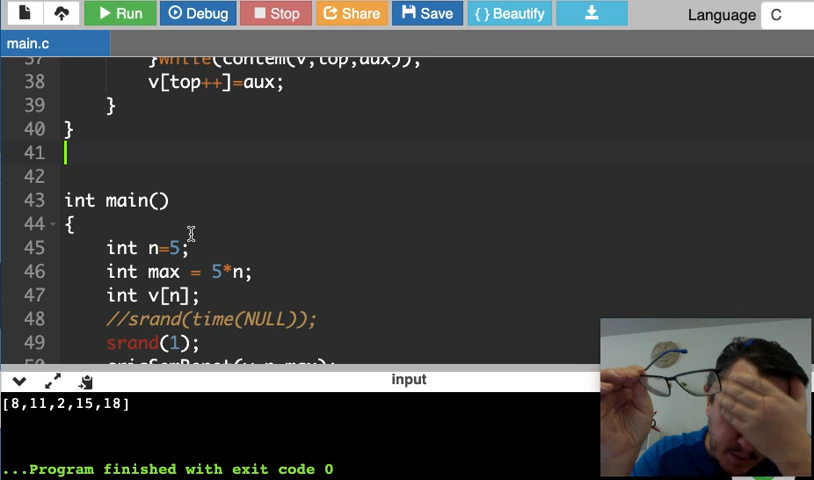 Run Debug Stop Share Save { } Beautify Language C
main.c
37 }while(contem(v,top,aux));
38 v[top++]=aux;
39 }
40 }
41
42
43 int main()
44 {
45 int n=5;
46 int max = 5*n;
47 int v[n];
48 //srand(time(NULL));
49 srand(1);
input
[8,11,2,15,18]
...Program finished with exit code 0